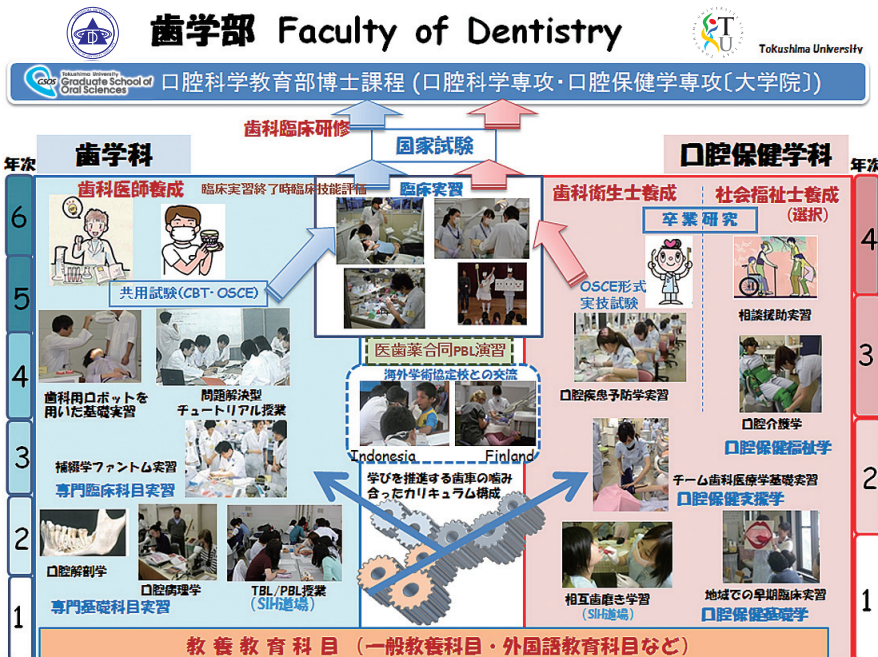 歯学部 Faculty of Dentistry
Tokushima University
GSOS Tokushima University
Graduate School of
Oral Sciences
口腔科学教育部博士課程 (口腔科学専攻・口腔保健学専攻〔大学院〕)
歯科臨床研修
国家試験
歯学科
口腔保健学科
年次
年次
歯科医師養成
臨床実習終了時臨床技能評価
臨床実習
歯科衛生士養成
社会福祉士養成
(選択)
卒業研究
6
5
4
3
2
1
4
3
2
1
共用試験(CBT・OSCE)
OSCE形式
実技試験
相談援助実習
医歯薬合同PBL演習
海外学術協定校との交流
Indonesia
Finland
歯科用ロボットを
用いた基礎実習
問題解決型
チュートリアル授業
口腔疾患予防学実習
口腔介護学
口腔保健福祉学
補綴学ファントム実習
専門臨床科目実習
学びを推進する歯車の噛み
合ったカリキュラム構成
チーム歯科医療学基礎実習
口腔保健支援学
口腔解剖学
口腔病理学
TBL/PBL授業
(SIH道場)
専門基礎科目実習
相互歯磨き学習
(SIH道場)
地域での早期臨床実習
口腔保健基礎学
教養教育科目 (一般教養科目・外国語教育科目など)